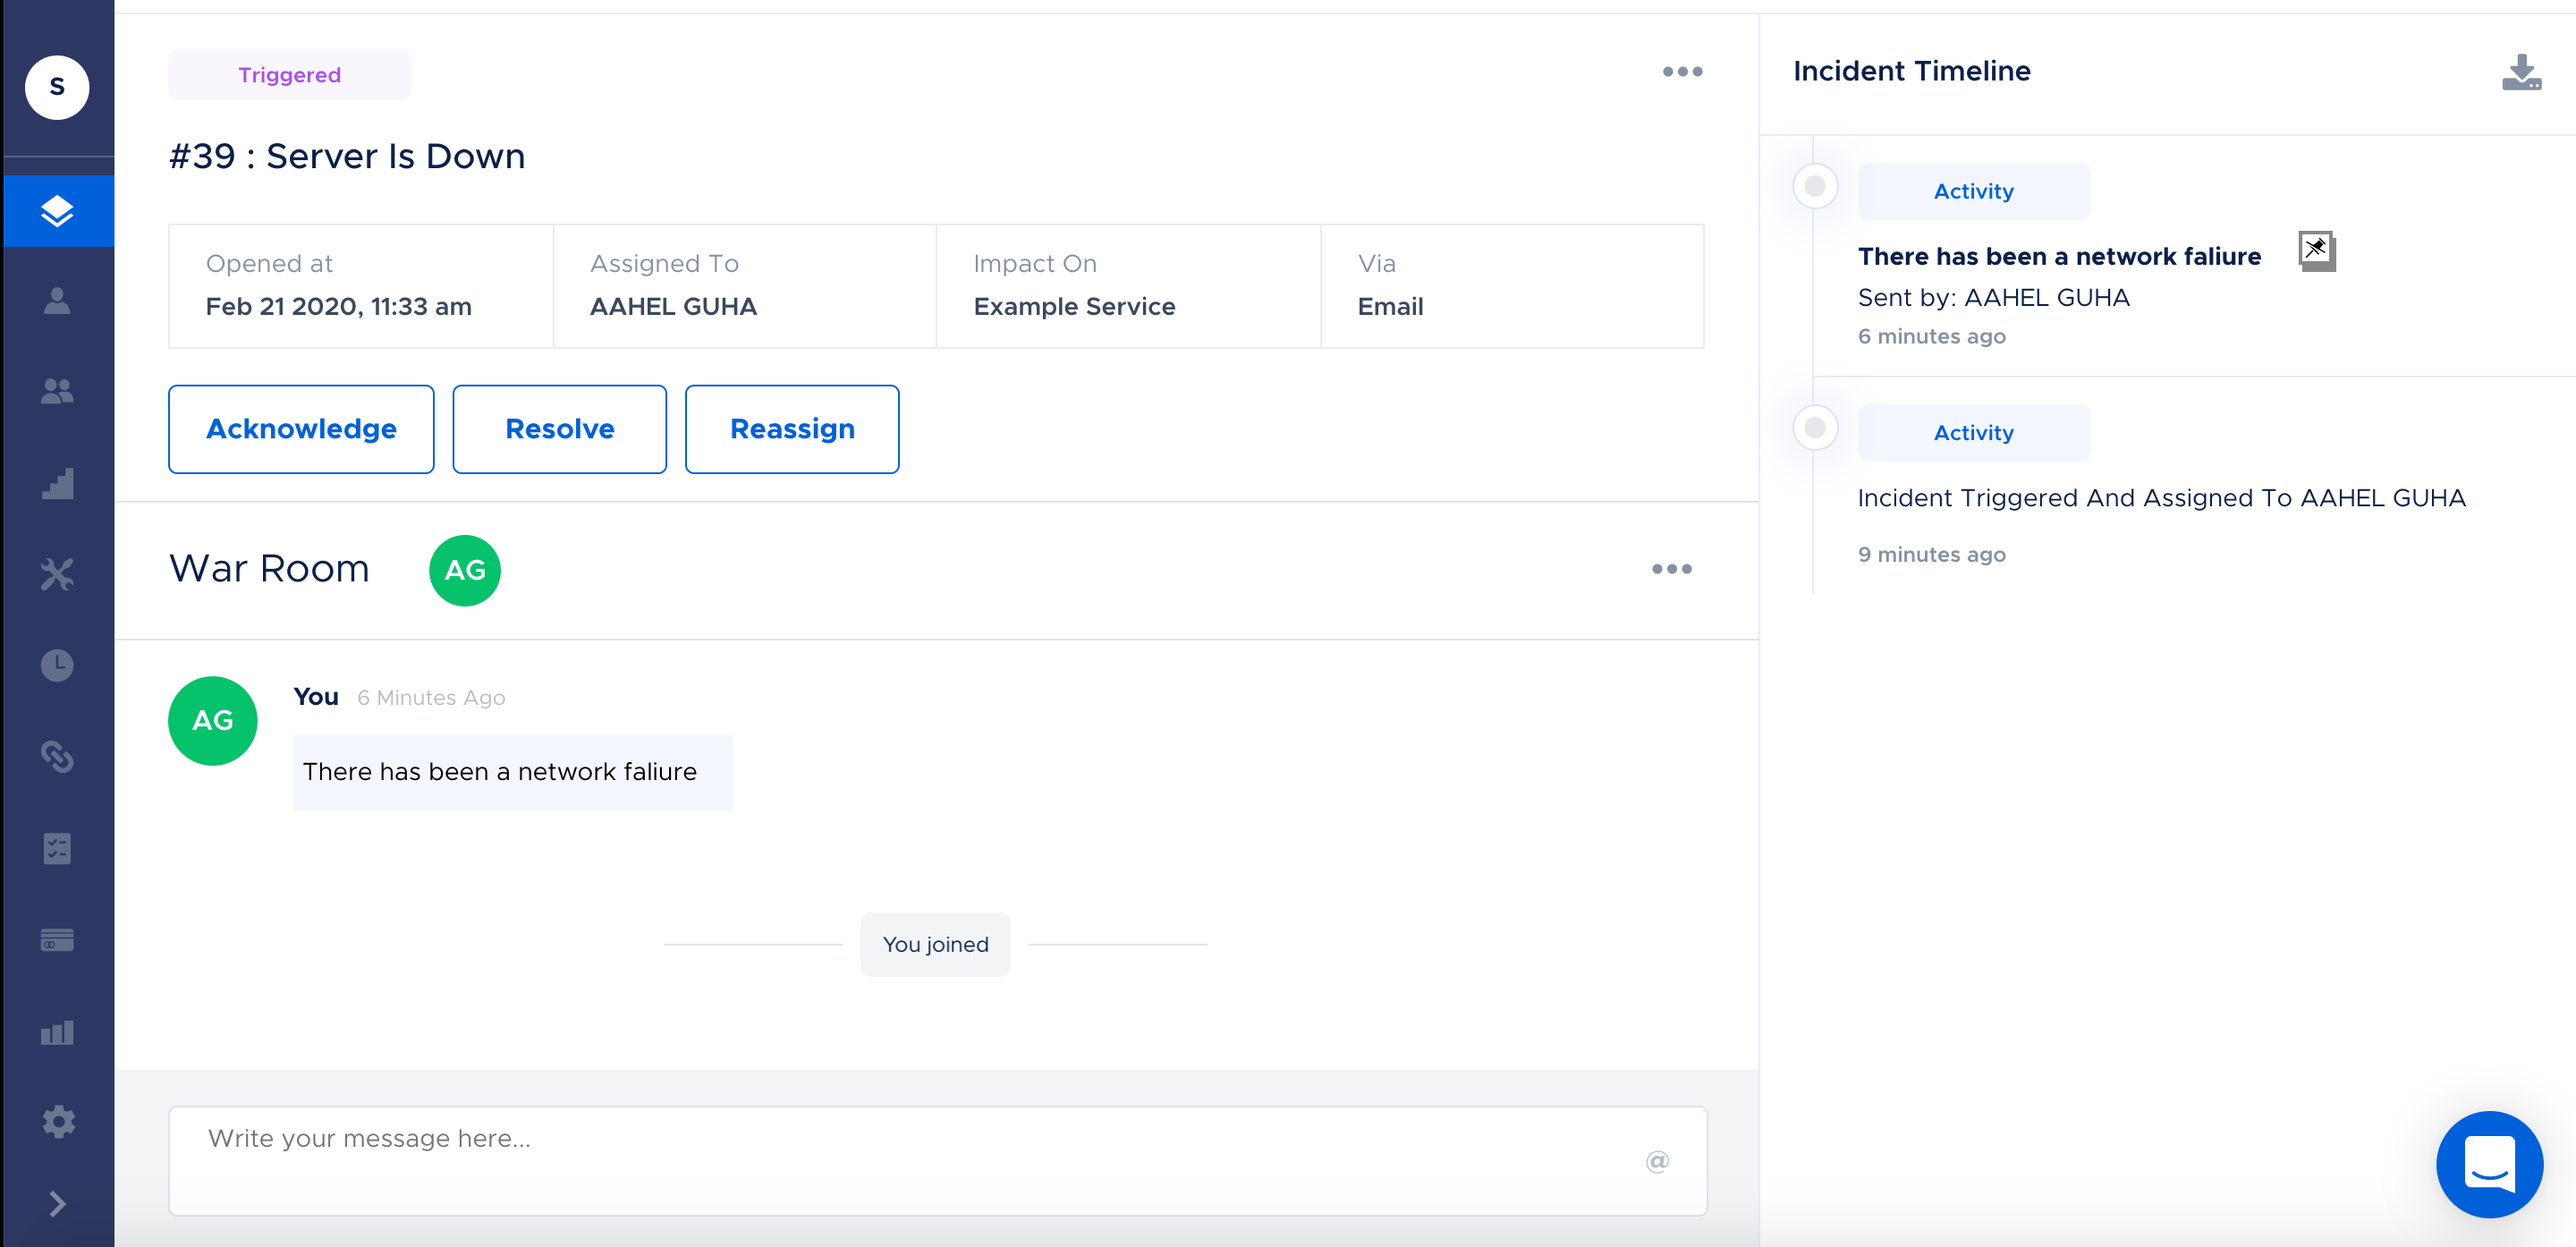 S
Triggered
#39 : Server Is Down
Opened at
Feb 21 2020, 11:33 am
Assigned To
AAHEL GUHA
Impact On
Example Service
Via
Email
Acknowledge
Resolve
Reassign
War Room
AG
AG
You 6 Minutes Ago
There has been a network faliure
You joined
Write your message here...
@
Incident Timeline
Activity
There has been a network faliure
Sent by: AAHEL GUHA
6 minutes ago
Activity
Incident Triggered And Assigned To AAHEL GUHA
9 minutes ago